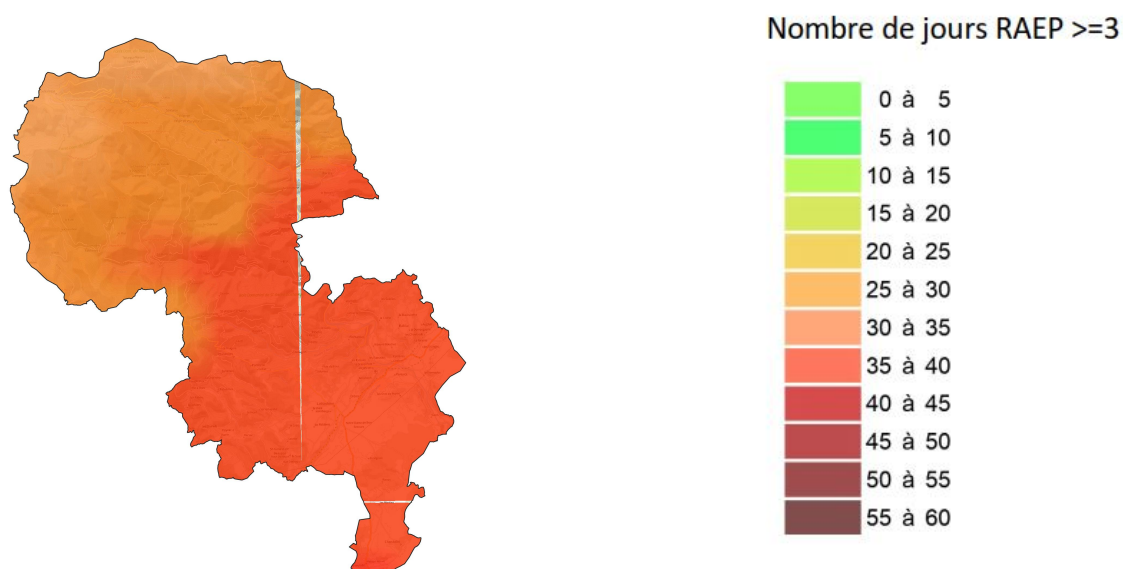 Nombre de jours RAEP >=3
0 à 5
5 à 10
10 à 15
15 à 20
20 à 25
25 à 30
30 à 35
35 à 40
40 à 45
45 à 50
50 à 55
55 à 60